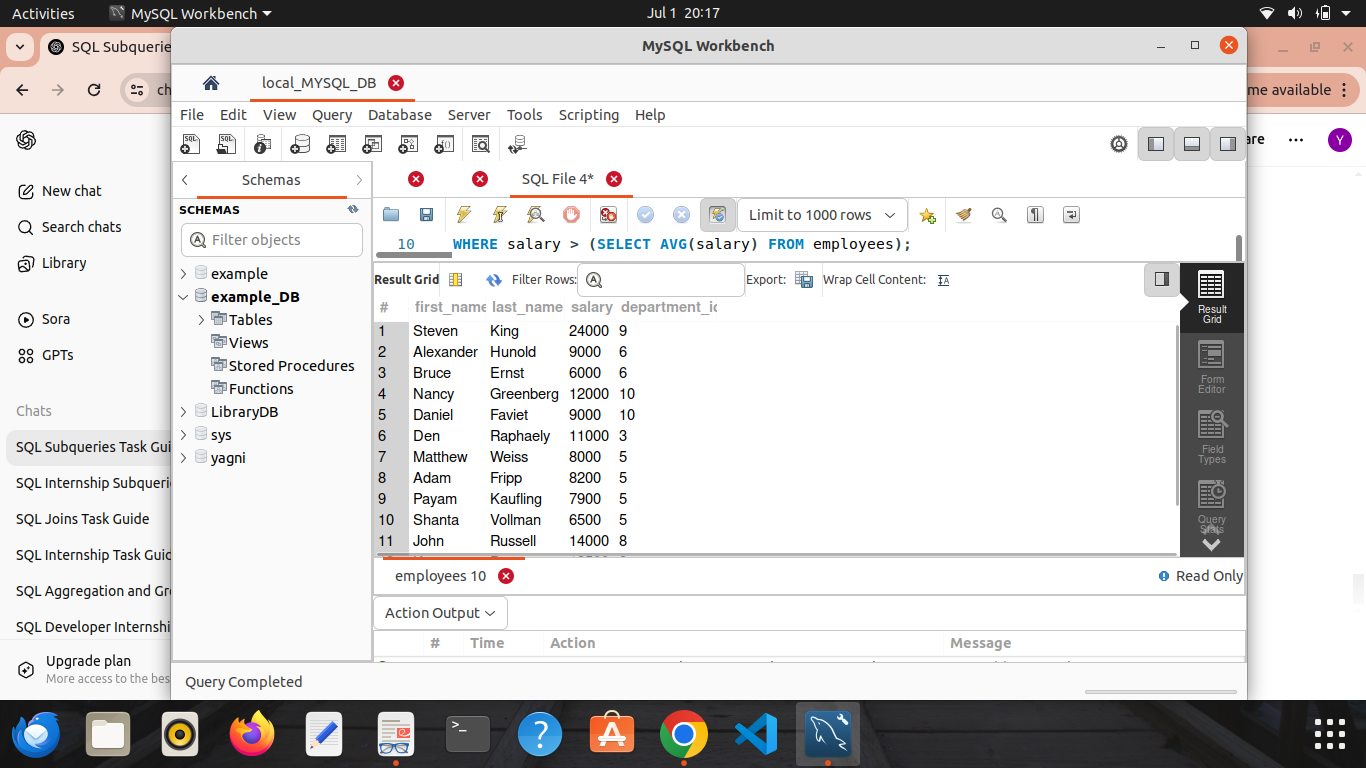 Activities MySQL Workbench Jul 1 20:17
SQL Subqueries
MySQL Workbench
local_MYSQL_DB
ch
me available
File Edit View Query Database Server Tools Scripting Help
are
Y
New chat
Search chats
Library
Sora
GPTs
Chats
SQL Subqueries Task Gui
SQL Internship Subquerie
SQL Joins Task Guide
SQL Internship Task Guid
SQL Aggregation and Gr
SQL Developer Internshi
Upgrade plan
More access to the bes
Schemas
SCHEMAS
Filter objects
example
example_DB
Tables
Views
Stored Procedures
Functions
LibraryDB
sys
yagni
SQL File 4*
Limit to 1000 rows
10 WHERE salary > (SELECT AVG(salary) FROM employees);
Result Grid Filter Rows: Export: Wrap Cell Content:
# first_name last_name salary department_id
1 Steven King 24000 9
2 Alexander Hunold 9000 6
3 Bruce Ernst 6000 6
4 Nancy Greenberg 12000 10
5 Daniel Faviet 9000 10
6 Den Raphaely 11000 3
7 Matthew Weiss 8000 5
8 Adam Fripp 8200 5
9 Payam Kaufling 7900 5
10 Shanta Vollman 6500 5
11 John Russell 14000 8
Result
Grid
Form
Editor
Field
Types
Query
Stats
employees 10
Read Only
Action Output
# Time Action Message
Query Completed